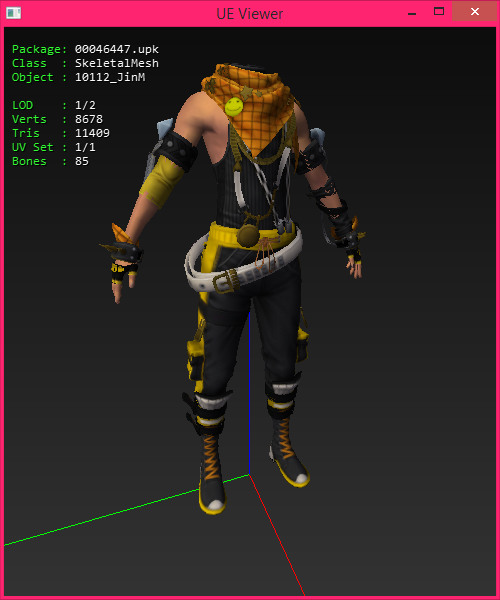 UE Viewer
Package: 00046447.upk
Class  : SkeletalMesh
Object : 10112_JinM
LOD    : 1/2
Verts  : 8678
Tris   : 11409
UV Set : 1/1
Bones  : 85